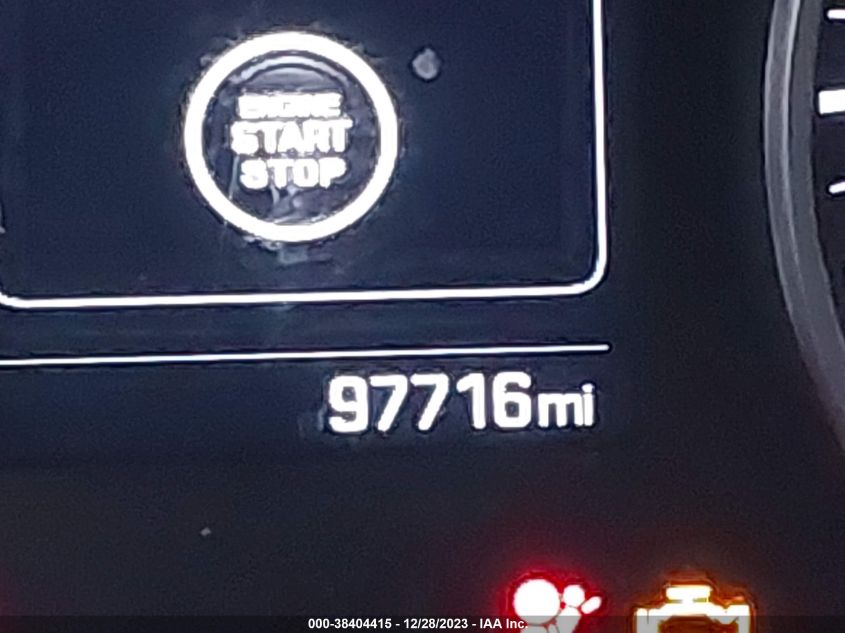 ENGINE
START
STOP
97716mi
000-38404415 - 12/28/2023 - IAA Inc.